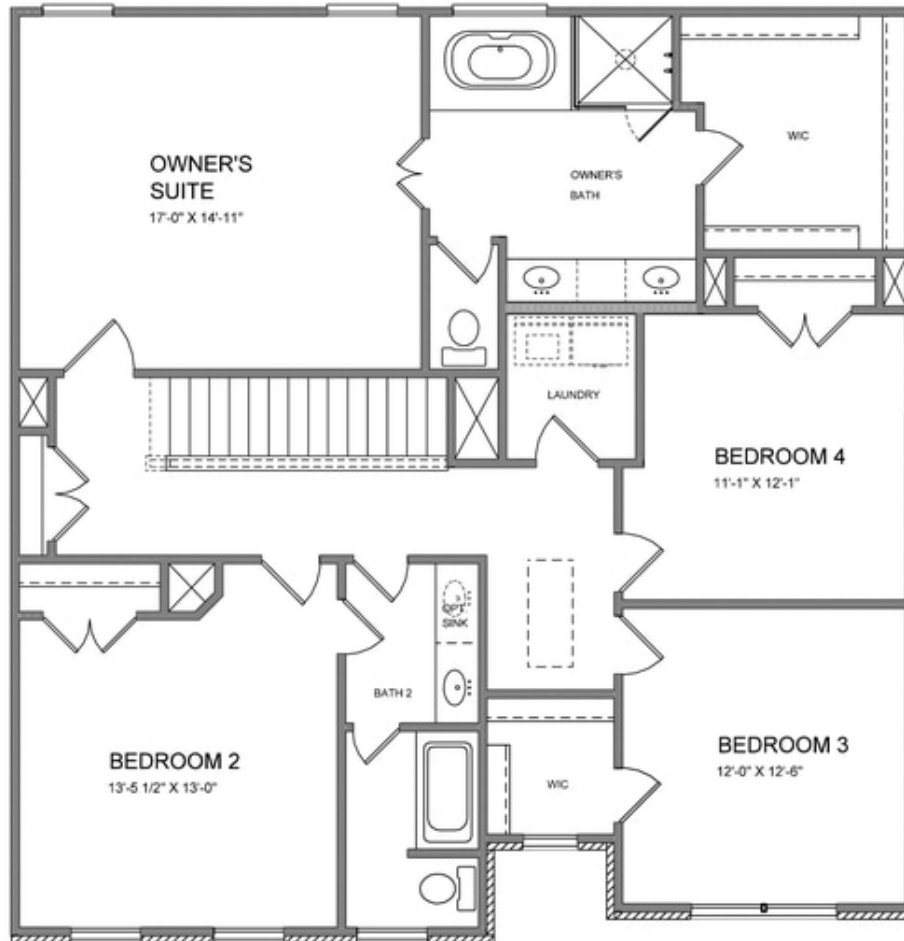 OWNER'S
SUITE
17'-0" X 14'-11"
OWNER'S
BATH
WIC
LAUNDRY
BEDROOM 4
11'-1" X 12'-1"
OPT
SINK
BATH 2
BEDROOM 2
13'-5 1/2" X 13'-0"
WIC
BEDROOM 3
12'-0" X 12'-6"